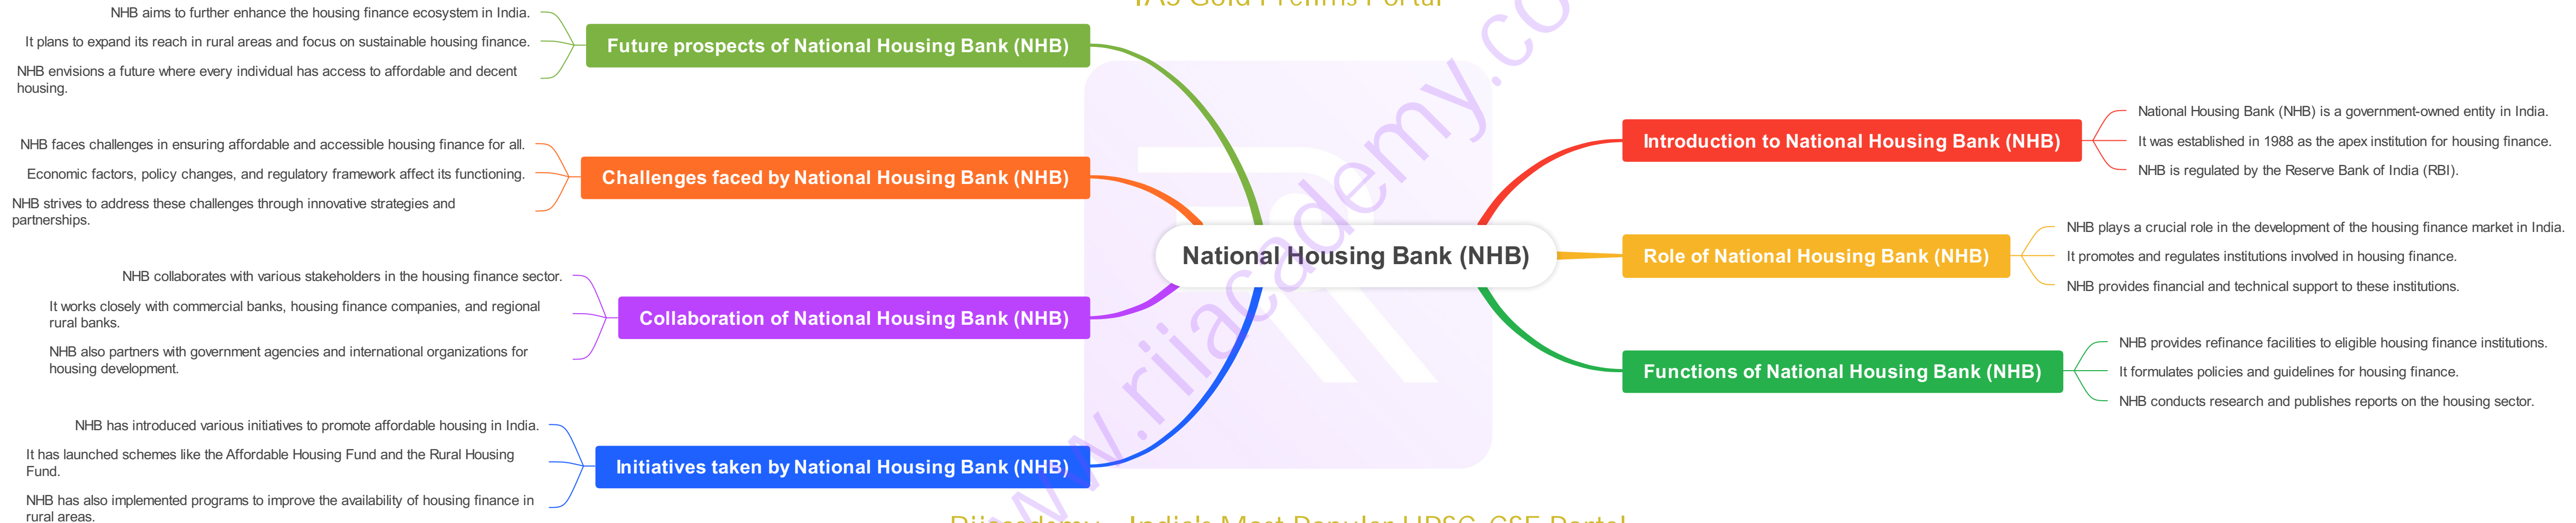 IAS Gold Prelims Portal
NHB aims to further enhance the housing finance ecosystem in India.
It plans to expand its reach in rural areas and focus on sustainable housing finance.
NHB envisions a future where every individual has access to affordable and decent
housing.
Future prospects of National Housing Bank (NHB)
NHB faces challenges in ensuring affordable and accessible housing finance for all.
Economic factors, policy changes, and regulatory framework affect its functioning.
NHB strives to address these challenges through innovative strategies and
partnerships.
Challenges faced by National Housing Bank (NHB)
NHB collaborates with various stakeholders in the housing finance sector.
It works closely with commercial banks, housing finance companies, and regional
rural banks.
NHB also partners with government agencies and international organizations for
housing development.
Collaboration of National Housing Bank (NHB)
NHB has introduced various initiatives to promote affordable housing in India.
It has launched schemes like the Affordable Housing Fund and the Rural Housing
Fund.
NHB has also implemented programs to improve the availability of housing finance in
rural areas.
Initiatives taken by National Housing Bank (NHB)
National Housing Bank (NHB)
Introduction to National Housing Bank (NHB)
National Housing Bank (NHB) is a government-owned entity in India.
It was established in 1988 as the apex institution for housing finance.
NHB is regulated by the Reserve Bank of India (RBI).
Role of National Housing Bank (NHB)
NHB plays a crucial role in the development of the housing finance market in India.
It promotes and regulates institutions involved in housing finance.
NHB provides financial and technical support to these institutions.
Functions of National Housing Bank (NHB)
NHB provides refinance facilities to eligible housing finance institutions.
It formulates policies and guidelines for housing finance.
NHB conducts research and publishes reports on the housing sector.
www.riiacademy.co
Riiacademy - India's Most Popular UPSC-CSE Portal